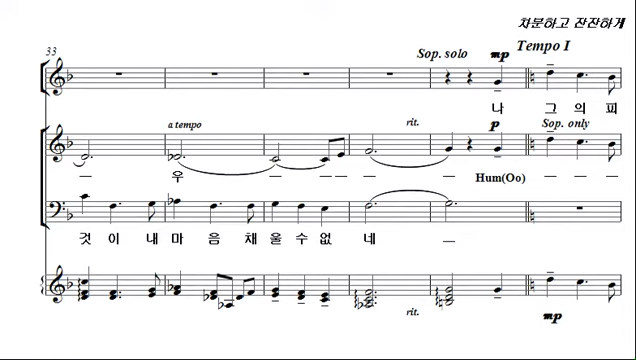 차분하고 잔잔하게
33
Sop. solo
mp
Tempo I
나 그 의 피
a tempo
rit.
p
Sop. only
우
Hum(Oo)
것 이 내 마 음 채 울 수 없 네
rit.
mp